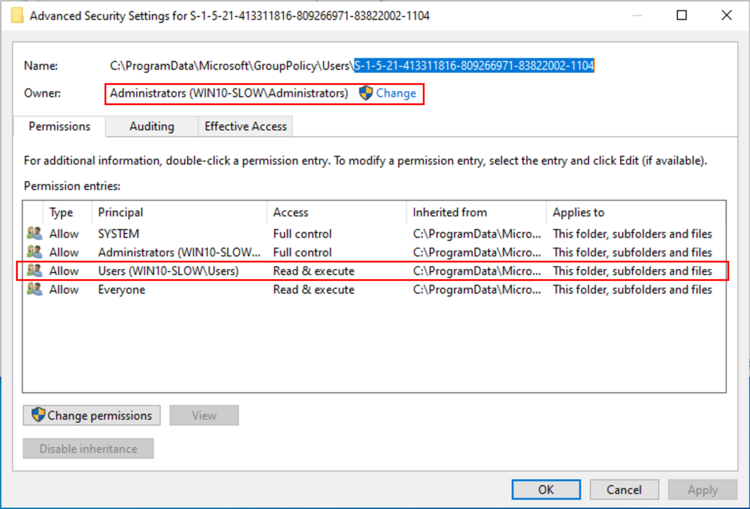 Advanced Security Settings for S-1-5-21-413311816-809266971-83822002-1104
Name: C:\ProgramData\Microsoft\GroupPolicy\Users\S-1-5-21-413311816-809266971-83822002-1104
Owner: Administrators (WIN10-SLOW\Administrators) Change
Permissions Auditing Effective Access
For additional information, double-click a permission entry. To modify a permission entry, select the entry and click Edit (if available).
Permission entries:
Type Principal Access Inherited from Applies to
Allow SYSTEM Full control C:\ProgramData\Micro... This folder, subfolders and files
Allow Administrators (WIN10-SLOW... Full control C:\ProgramData\Micro... This folder, subfolders and files
Allow Users (WIN10-SLOW\Users) Read & execute C:\ProgramData\Micro... This folder, subfolders and files
Allow Everyone Read & execute C:\ProgramData\Micro... This folder, subfolders and files
Change permissions View
Disable inheritance
OK Cancel Apply